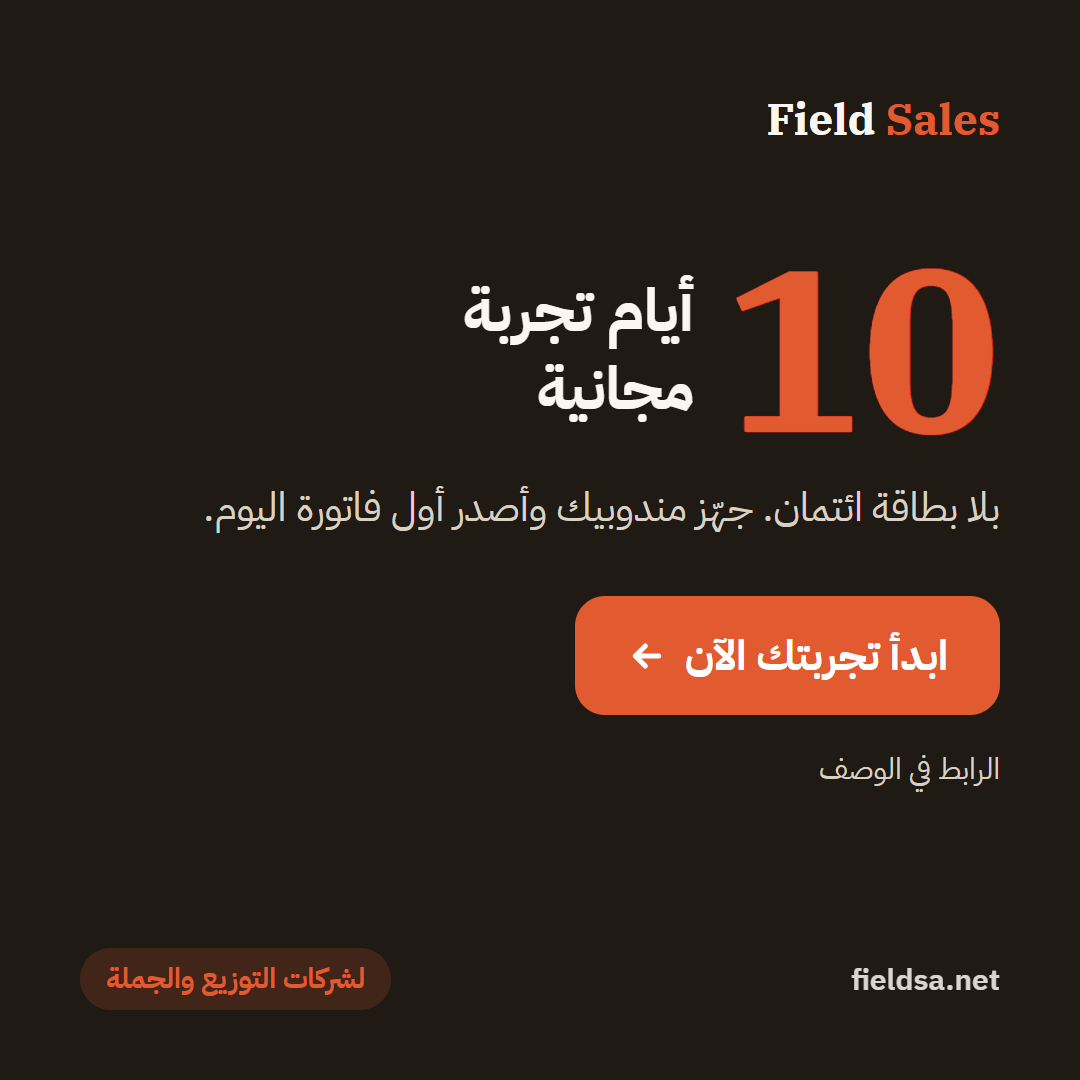 Field Sales
10
أيام تجربة
مجانية
بلا بطاقة ائتمان. جهّز مندوبيك وأصدر أول فاتورة اليوم.
ابدأ تجربتك الآن ←
الرابط في الوصف
fieldsa.net
لشركات التوزيع والجملة